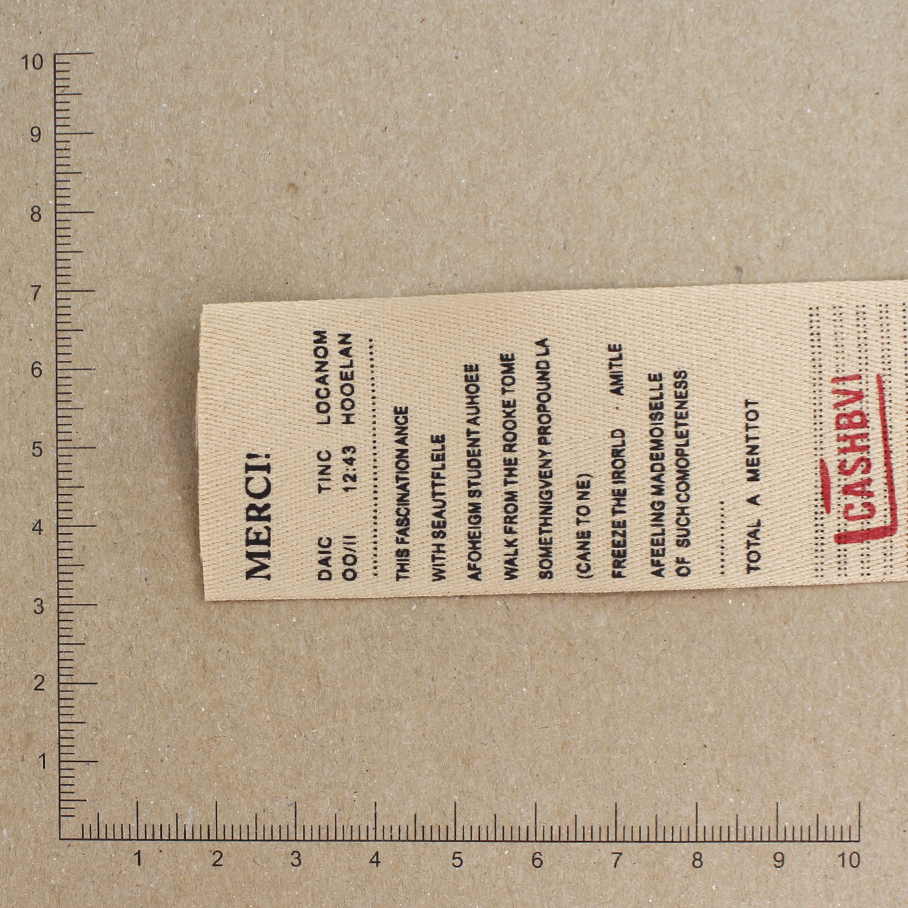 MERCI!
DAIC TINC LOCANOM
OO/II 12:43 HOOELAN
THIS FASCINATIONANCE
WITH SEAUTTFLELE
AFOHEIGM STUDENT AUHOEE
WALK FROM THE ROOKE TOME
SOMETHNIGVENY PROPOUND LA
(CANE TO NE)
FREEZE THE IRORLD · AMITLE
AFEELING MADEMOISELLE
OF SUCH COMOPLETENESS
TOTAL A MENTTOT
CASHBVI
10
9
8
7
6
5
4
3
2
1
1 2 3 4 5 6 7 8 9 10